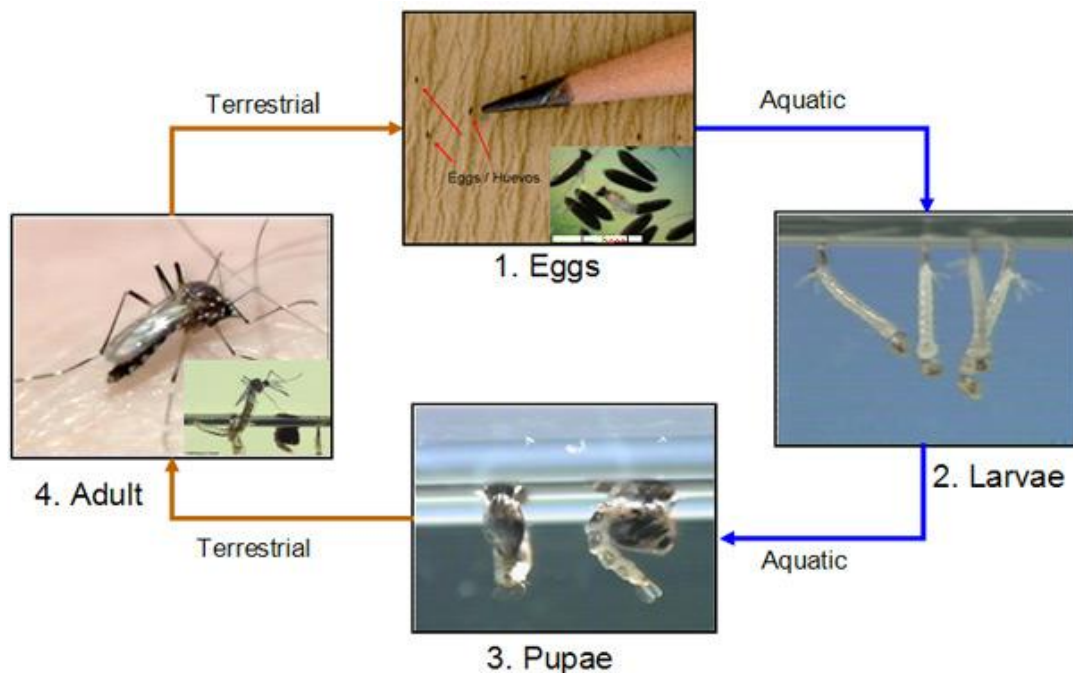 Terrestrial
Aquatic
Eggs / Huevos
1. Eggs
2. Larvae
Aquatic
3. Pupae
Terrestrial
4. Adult